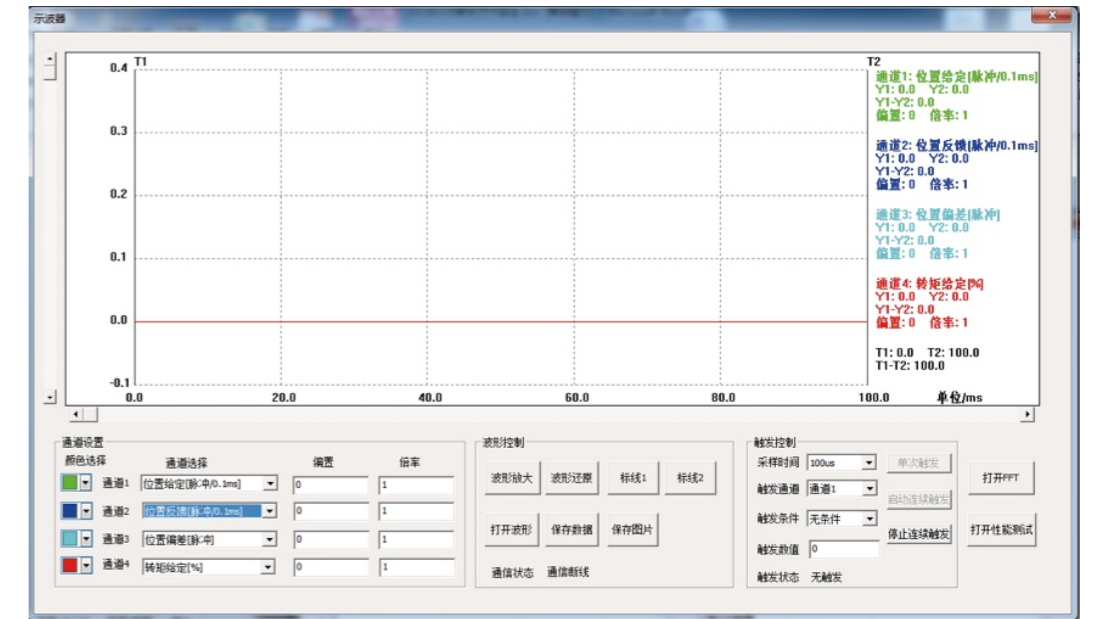 示波器
T1
T2
0.4
0.3
0.2
0.1
0.0
-0.1
0.0 20.0 40.0 60.0 80.0 100.0 单位/ms
通道1: 位置给定[脉冲/0.1ms]
Y1: 0.0 Y2: 0.0
Y1-Y2: 0.0
偏置: 0 倍率: 1
通道2: 位置反馈[脉冲/0.1ms]
Y1: 0.0 Y2: 0.0
Y1-Y2: 0.0
偏置: 0 倍率: 1
通道3: 位置偏差[脉冲]
Y1: 0.0 Y2: 0.0
Y1-Y2: 0.0
偏置: 0 倍率: 1
通道4: 转矩给定[%]
Y1: 0.0 Y2: 0.0
Y1-Y2: 0.0
偏置: 0 倍率: 1
T1: 0.0 T2: 100.0
T1-T2: 100.0
通道设置
颜色选择 通道选择 偏置 倍率
通道1 位置给定[脉冲/0.1ms] 0 1
通道2 位置反馈[脉冲/0.1ms] 0 1
通道3 位置偏差[脉冲] 0 1
通道4 转矩给定[%] 0 1
波形控制
波形放大 波形还原 标线1 标线2
打开波形 保存数据 保存图片
通信状态 通信断线
触发控制
采样时间 100us 单次触发
触发通道 通道1 启动连续触发
触发条件 无条件 停止连续触发
触发数值 0
触发状态 无触发
打开FFT
打开性能测试